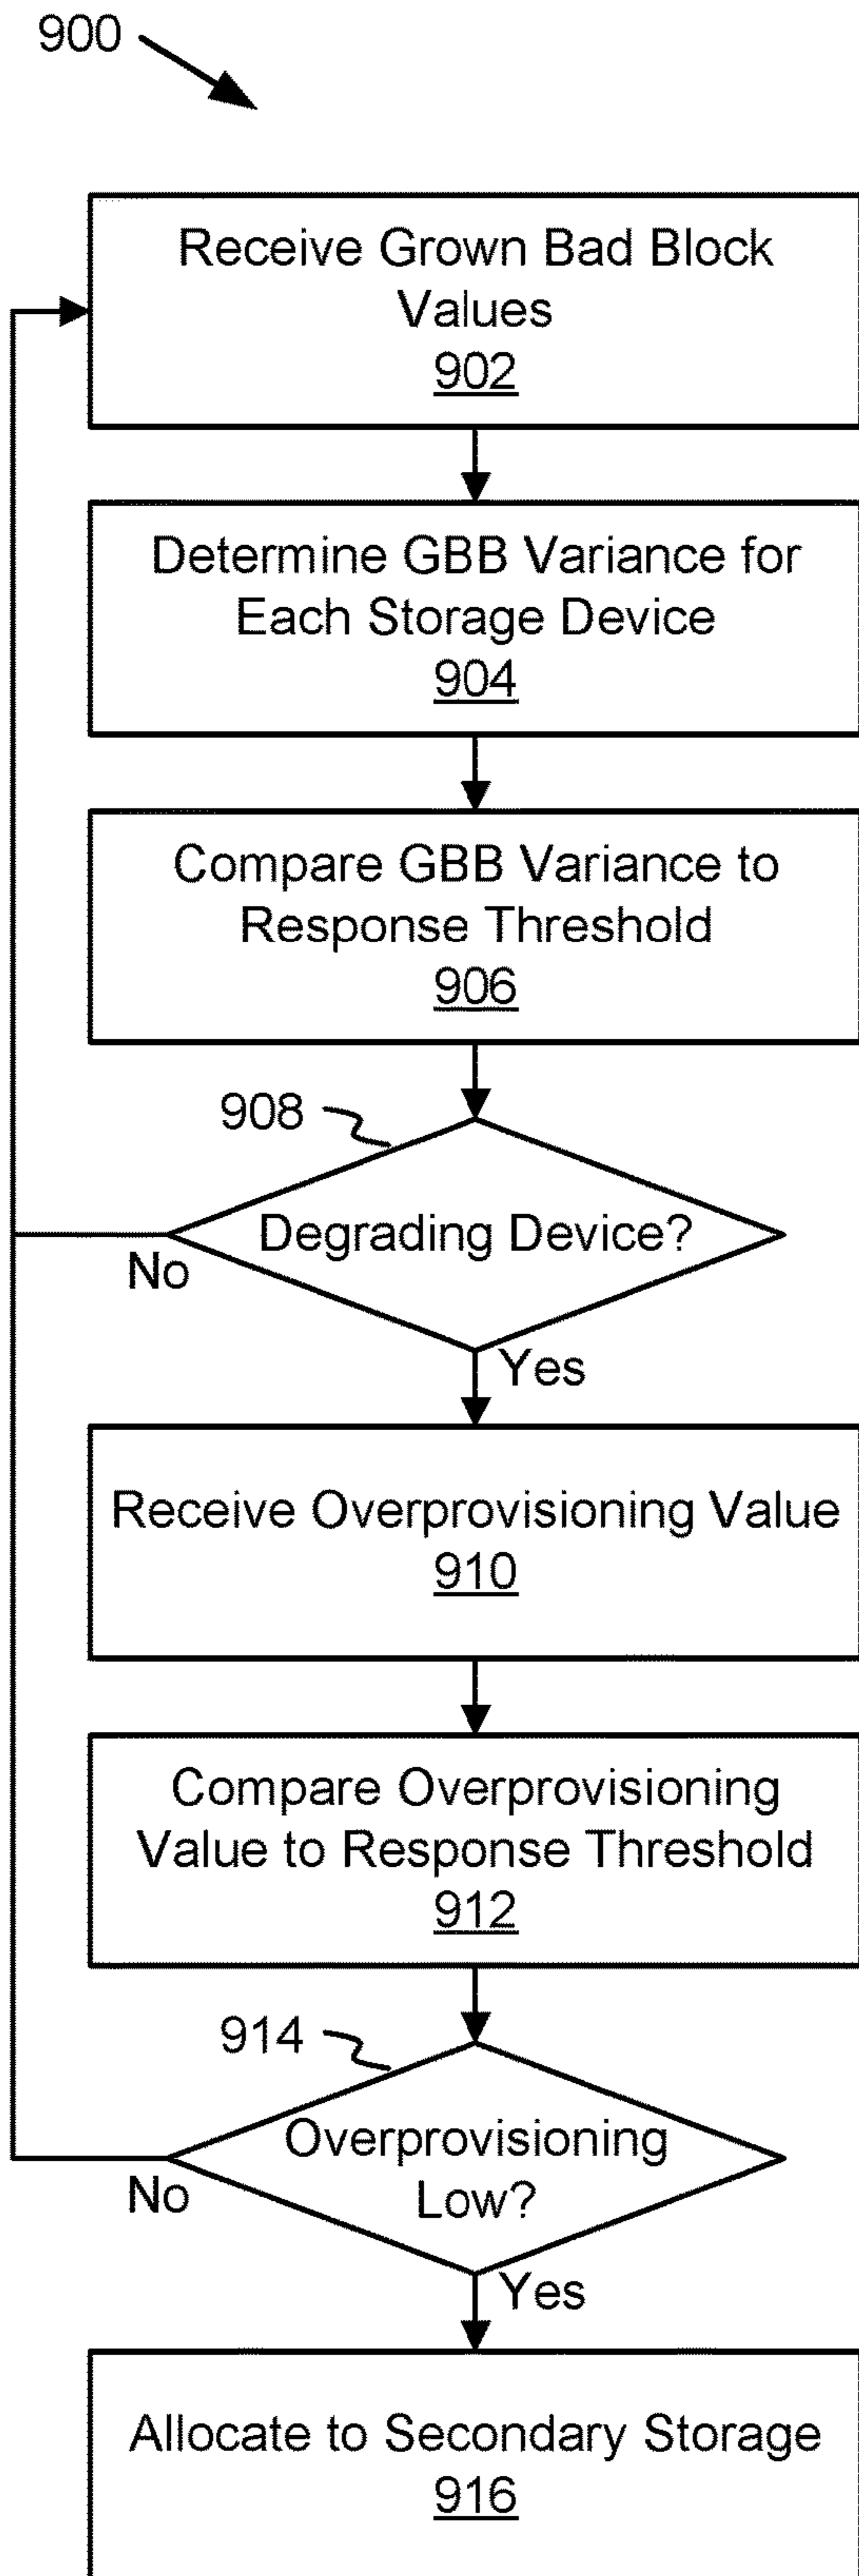 900
Receive Grown Bad Block
Values
902
Determine GBB Variance for
Each Storage Device
904
Compare GBB Variance to
Response Threshold
906
908
Degrading Device?
No
Yes
Receive Overprovisioning Value
910
Compare Overprovisioning
Value to Response Threshold
912
914
Overprovisioning
Low?
No
Yes
Allocate to Secondary Storage
916